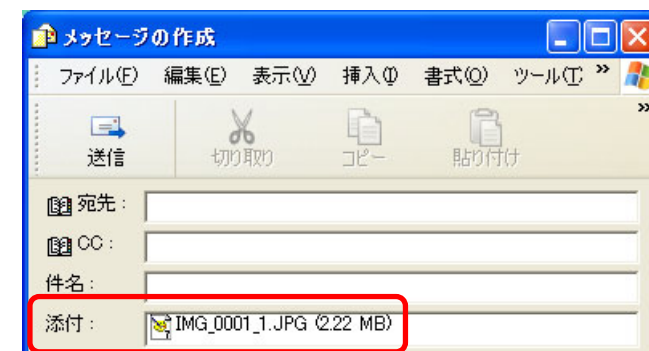 メッセージの作成
ファイル(F) 編集(E) 表示(V) 挿入(I) 書式(O) ツール(T) »
»
送信 切り取り コピー 貼り付け
宛先:
CC:
件名:
添付: IMG_0001_1.JPG (2.22 MB)